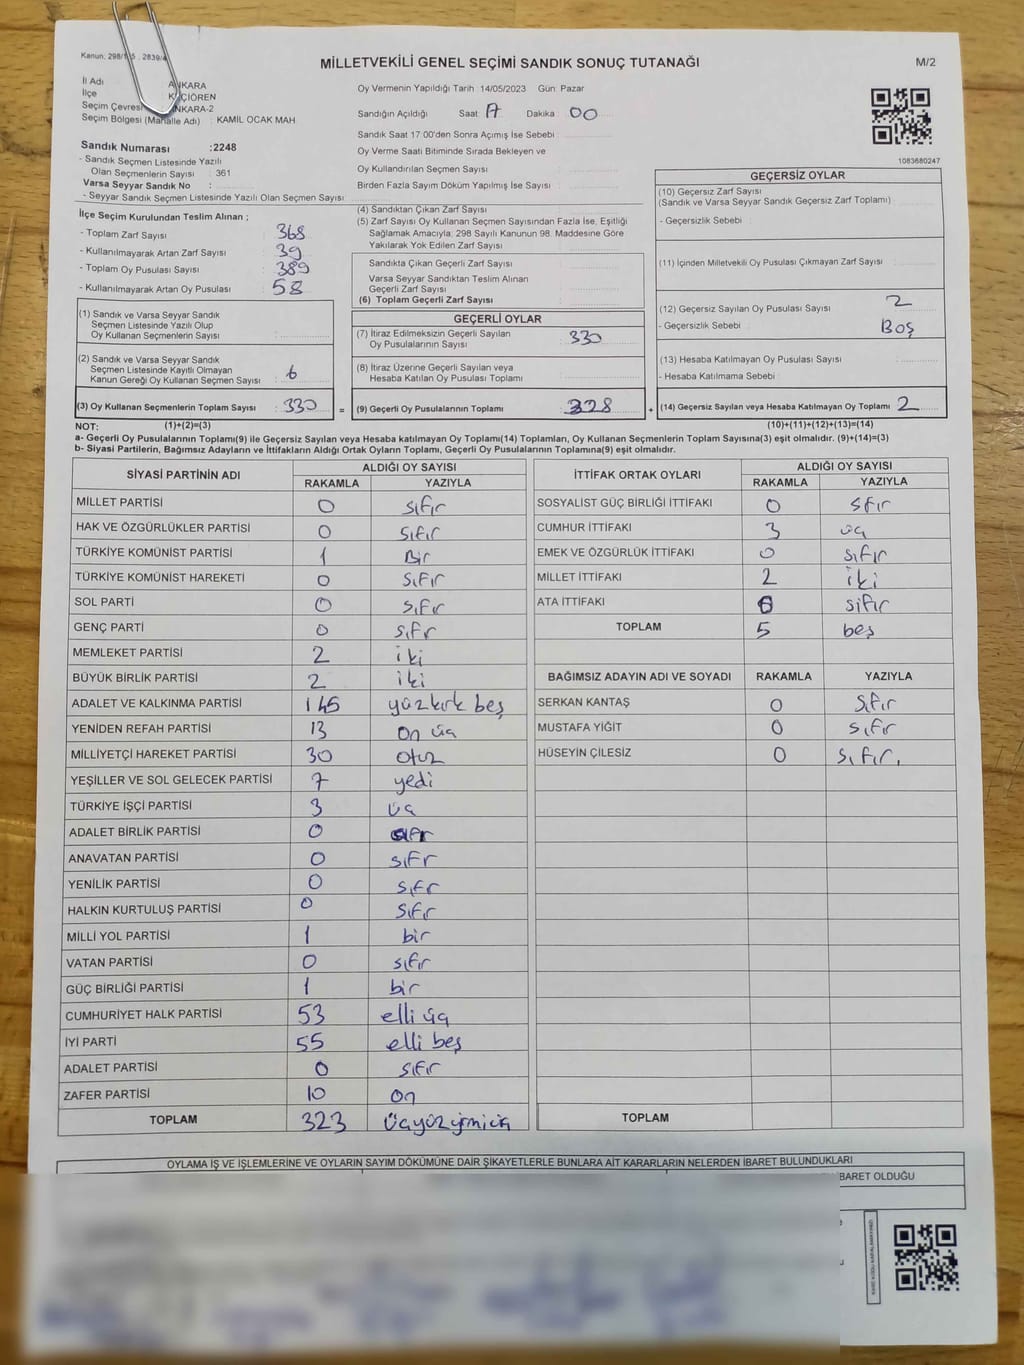 Kanun: 298/1 5 , 2839/4
MİLLETVEKİLİ GENEL SEÇİMİ SANDIK SONUÇ TUTANAĞI
M/2
İl Adı ANKARA
İlçe
Seçim Çevresi
Seçim Bölgesi (Mahalle Adı) : KAMİL OCAK MAH
Oy Vermenin Yapıldığı Tarih : 14/05/2023 Gün: Pazar
Sandığın Açıldığı Saat: 17 Dakika : 00
Sandık Saat 17:00'den Sonra Açımış İse Sebebi :
Oy Verme Saati Bitiminde Sırada Bekleyen ve
Oy Kullandırılan Seçmen Sayısı :
Birden Fazla Sayım Döküm Yapılmış İse Sayısı :
1083680247
Sandık Numarası :2248
- Sandık Seçmen Listesinde Yazılı
Olan Seçmenlerin Sayısı : 361
Varsa Seyyar Sandık No :
- Seyyar Sandık Seçmen Listesinde Yazılı Olan Seçmen Sayısı :
İlçe Seçim Kurulundan Teslim Alınan ;
- Toplam Zarf Sayısı : 368
- Kullanılmayarak Artan Zarf Sayısı : 39
- Toplam Oy Pusulası Sayısı : 389
- Kullanılmayarak Artan Oy Pusulası : 58
(1) Sandık ve Varsa Seyyar Sandık
Seçmen Listesinde Yazılı Olup
Oy Kullanan Seçmenlerin Sayısı :
(2) Sandık ve Varsa Seyyar Sandık
Seçmen Listesinde Kayıtlı Olmayan
Kanun Gereği Oy Kullanan Seçmen Sayısı : 6
(3) Oy Kullanan Seçmenlerin Toplam Sayısı : 330 =
(4) Sandıktan Çıkan Zarf Sayısı :
(5) Zarf Sayısı Oy Kullanan Seçmen Sayısından Fazla İse, Eşitliği
Sağlamak Amacıyla; 298 Sayılı Kanunun 98. Maddesine Göre
Yakılarak Yok Edilen Zarf Sayısı :
Sandıkta Çıkan Geçerli Zarf Sayısı :
Varsa Seyyar Sandıktan Teslim Alınan
Geçerli Zarf Sayısı :
(6) Toplam Geçerli Zarf Sayısı :
GEÇERLİ OYLAR
(7) İtiraz Edilmeksizin Geçerli Sayılan
Oy Pusulalarının Sayısı : 330
(8) İtiraz Üzerine Geçerli Sayılan veya
Hesaba Katılan Oy Pusulası Toplamı :
(9) Geçerli Oy Pusulalarının Toplamı : 328 +
GEÇERSİZ OYLAR
(10) Geçersiz Zarf Sayısı :
(Sandık ve Varsa Seyyar Sandık Geçersiz Zarf Toplamı)
- Geçersizlik Sebebi :
(11) İçinden Milletvekili Oy Pusulası Çıkmayan Zarf Sayısı :
(12) Geçersiz Sayılan Oy Pusulası Sayısı : 2
- Geçersizlik Sebebi : Boş
(13) Hesaba Katılmayan Oy Pusulası Sayısı :
- Hesaba Katılmama Sebebi :
(14) Geçersiz Sayılan veya Hesaba Katılmayan Oy Toplamı : 2
NOT: (1)+(2)=(3) (10)+(11)+(12)+(13)=(14)
a- Geçerli Oy Pusulalarının Toplamı(9) ile Geçersiz Sayılan veya Hesaba katılmayan Oy Toplamı(14) Toplamları, Oy Kullanan Seçmenlerin Toplam Sayısına(3) eşit olmalıdır. (9)+(14)=(3)
b- Siyasi Partilerin, Bağımsız Adayların ve İttifakların Aldığı Ortak Oyların Toplamı, Geçerli Oy Pusulalarının Toplamına(9) eşit olmalıdır.
SİYASİ PARTİNİN ADI ALDIĞI OY SAYISI
RAKAMLA YAZIYLA
MİLLET PARTİSİ 0 sıfır
HAK VE ÖZGÜRLÜKLER PARTİSİ 0 sıfır
TÜRKİYE KOMÜNİST PARTİSİ 1 Bir
TÜRKİYE KOMÜNİST HAREKETİ 0 sıfır
SOL PARTİ 0 sıfır
GENÇ PARTİ 0 sıfır
MEMLEKET PARTİSİ 2 iki
BÜYÜK BİRLİK PARTİSİ 2 iki
ADALET VE KALKINMA PARTİSİ 145 yüzkırk beş
YENİDEN REFAH PARTİSİ 13 on üç
MİLLİYETÇİ HAREKET PARTİSİ 30 otuz
YEŞİLLER VE SOL GELECEK PARTİSİ 7 yedi
TÜRKİYE İŞÇİ PARTİSİ 3 üç
ADALET BİRLİK PARTİSİ 0 sıfır
ANAVATAN PARTİSİ 0 sıfır
YENİLİK PARTİSİ 0 sıfır
HALKIN KURTULUŞ PARTİSİ 0 sıfır
MİLLİ YOL PARTİSİ 1 bir
VATAN PARTİSİ 0 sıfır
GÜÇ BİRLİĞİ PARTİSİ 1 bir
CUMHURİYET HALK PARTİSİ 53 elli üç
İYİ PARTİ 55 elli beş
ADALET PARTİSİ 0 sıfır
ZAFER PARTİSİ 10 on
TOPLAM 323
İTTİFAK ORTAK OYLARI ALDIĞI OY SAYISI
RAKAMLA YAZIYLA
SOSYALİST GÜÇ BİRLİĞİ İTTİFAKI 0 sıfır
CUMHUR İTTİFAKI 3 üç
EMEK VE ÖZGÜRLÜK İTTİFAKI 0 sıfır
MİLLET İTTİFAKI 2 iki
ATA İTTİFAKI 0 sıfır
TOPLAM 5 beş
BAĞIMSIZ ADAYIN ADI VE SOYADI RAKAMLA YAZIYLA
SERKAN KANTAŞ 0 sıfır
MUSTAFA YİĞİT 0 sıfır
HÜSEYİN ÇİLESİZ 0 sıfır.
TOPLAM
OYLAMA İŞ VE İŞLEMLERİNE VE OYLARIN SAYIM DÖKÜMÜNE DAİR ŞİKAYETLERLE BUNLARA AİT KARARLARIN NELERDEN İBARET BULUNDUKLARI
BARET OLDUĞU